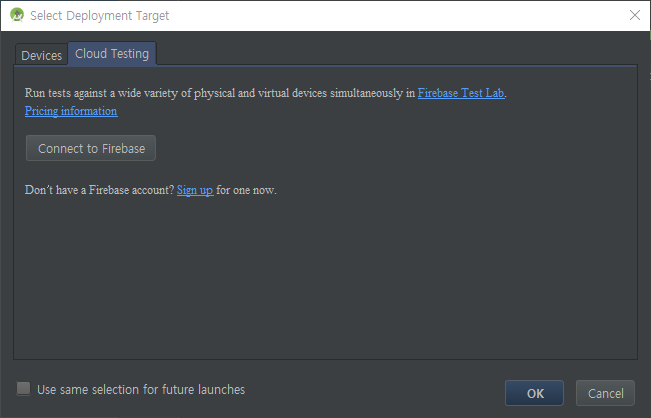 Select Deployment Target
Devices
Cloud Testing
Run tests against a wide variety of physical and virtual devices simultaneously in Firebase Test Lab.
Pricing information
Connect to Firebase
Don't have a Firebase account? Sign up for one now.
Use same selection for future launches
OK
Cancel